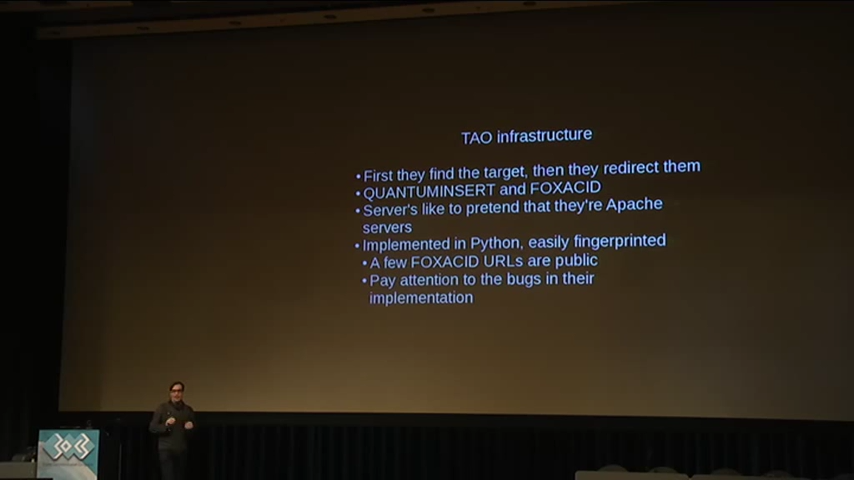 TAO infrastructure
• First they find the target, then they redirect them
• QUANTUMINSERT and FOXACID
• Server's like to pretend that they're Apache
servers
• Implemented in Python, easily fingerprinted
• A few FOXACID URLs are public
• Pay attention to the bugs in their
implementation
30C3